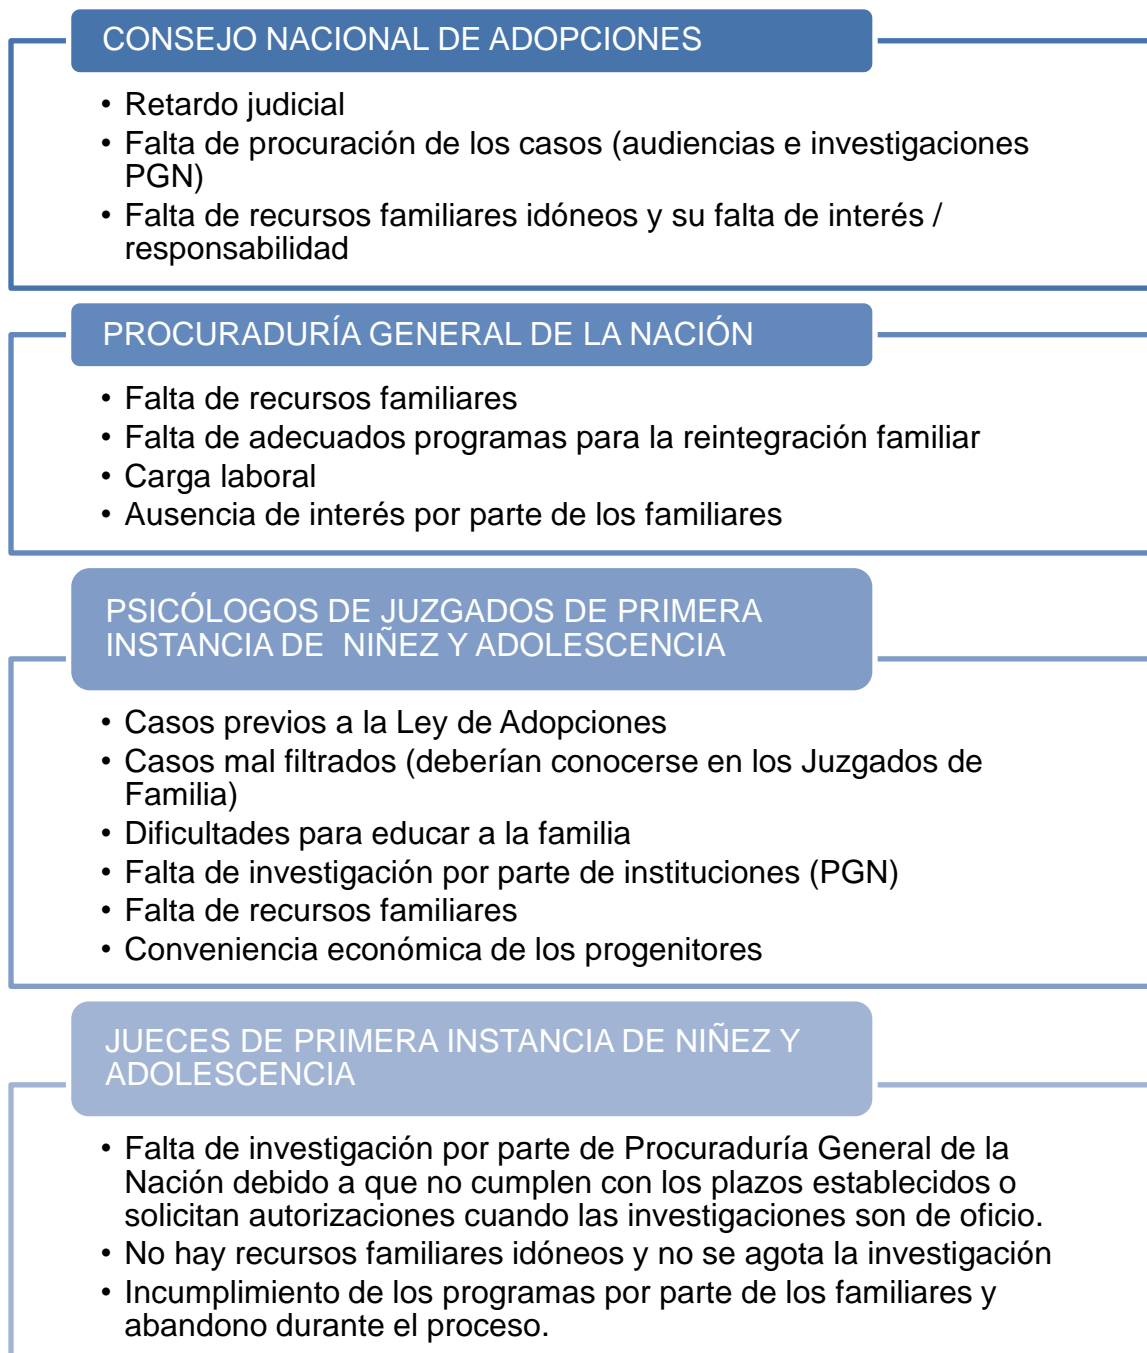 CONSEJO NACIONAL DE ADOPCIONES
• Retardo judicial
• Falta de procuración de los casos (audiencias e investigaciones
PGN)
• Falta de recursos familiares idóneos y su falta de interés /
responsabilidad
PROCURADURÍA GENERAL DE LA NACIÓN
• Falta de recursos familiares
• Falta de adecuados programas para la reintegración familiar
• Carga laboral
• Ausencia de interés por parte de los familiares
PSICÓLOGOS DE JUZGADOS DE PRIMERA
INSTANCIA DE NIÑEZ Y ADOLESCENCIA
• Casos previos a la Ley de Adopciones
• Casos mal filtrados (deberían conocerse en los Juzgados de
Familia)
• Dificultades para educar a la familia
• Falta de investigación por parte de instituciones (PGN)
• Falta de recursos familiares
• Conveniencia económica de los progenitores
JUECES DE PRIMERA INSTANCIA DE NIÑEZ Y
ADOLESCENCIA
• Falta de investigación por parte de Procuraduría General de la
Nación debido a que no cumplen con los plazos establecidos o
solicitan autorizaciones cuando las investigaciones son de oficio.
• No hay recursos familiares idóneos y no se agota la investigación
• Incumplimiento de los programas por parte de los familiares y
abandono durante el proceso.